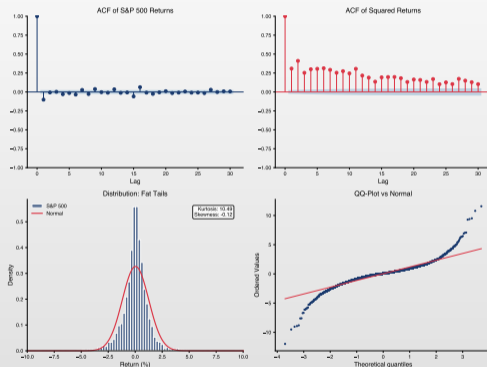 ACF of S&P 500 Returns
1.00
0.75
0.50
0.25
0.00
−0.25
−0.50
−0.75
−1.00
0 5 10 15 20 25 30
Lag
ACF of Squared Returns
1.00
0.75
0.50
0.25
0.00
−0.25
−0.50
−0.75
−1.00
0 5 10 15 20 25 30
Lag
Distribution: Fat Tails
S&P 500
Normal
Kurtosis: 10.49
Skewness: -0.12
Density
0.5
0.4
0.3
0.2
0.1
0.0
−10.0 −7.5 −5.0 −2.5 0.0 2.5 5.0 7.5 10.0
Return (%)
QQ-Plot vs Normal
Ordered Values
10
5
0
−5
−10
−4 −3 −2 −1 0 1 2 3
Theoretical quantiles